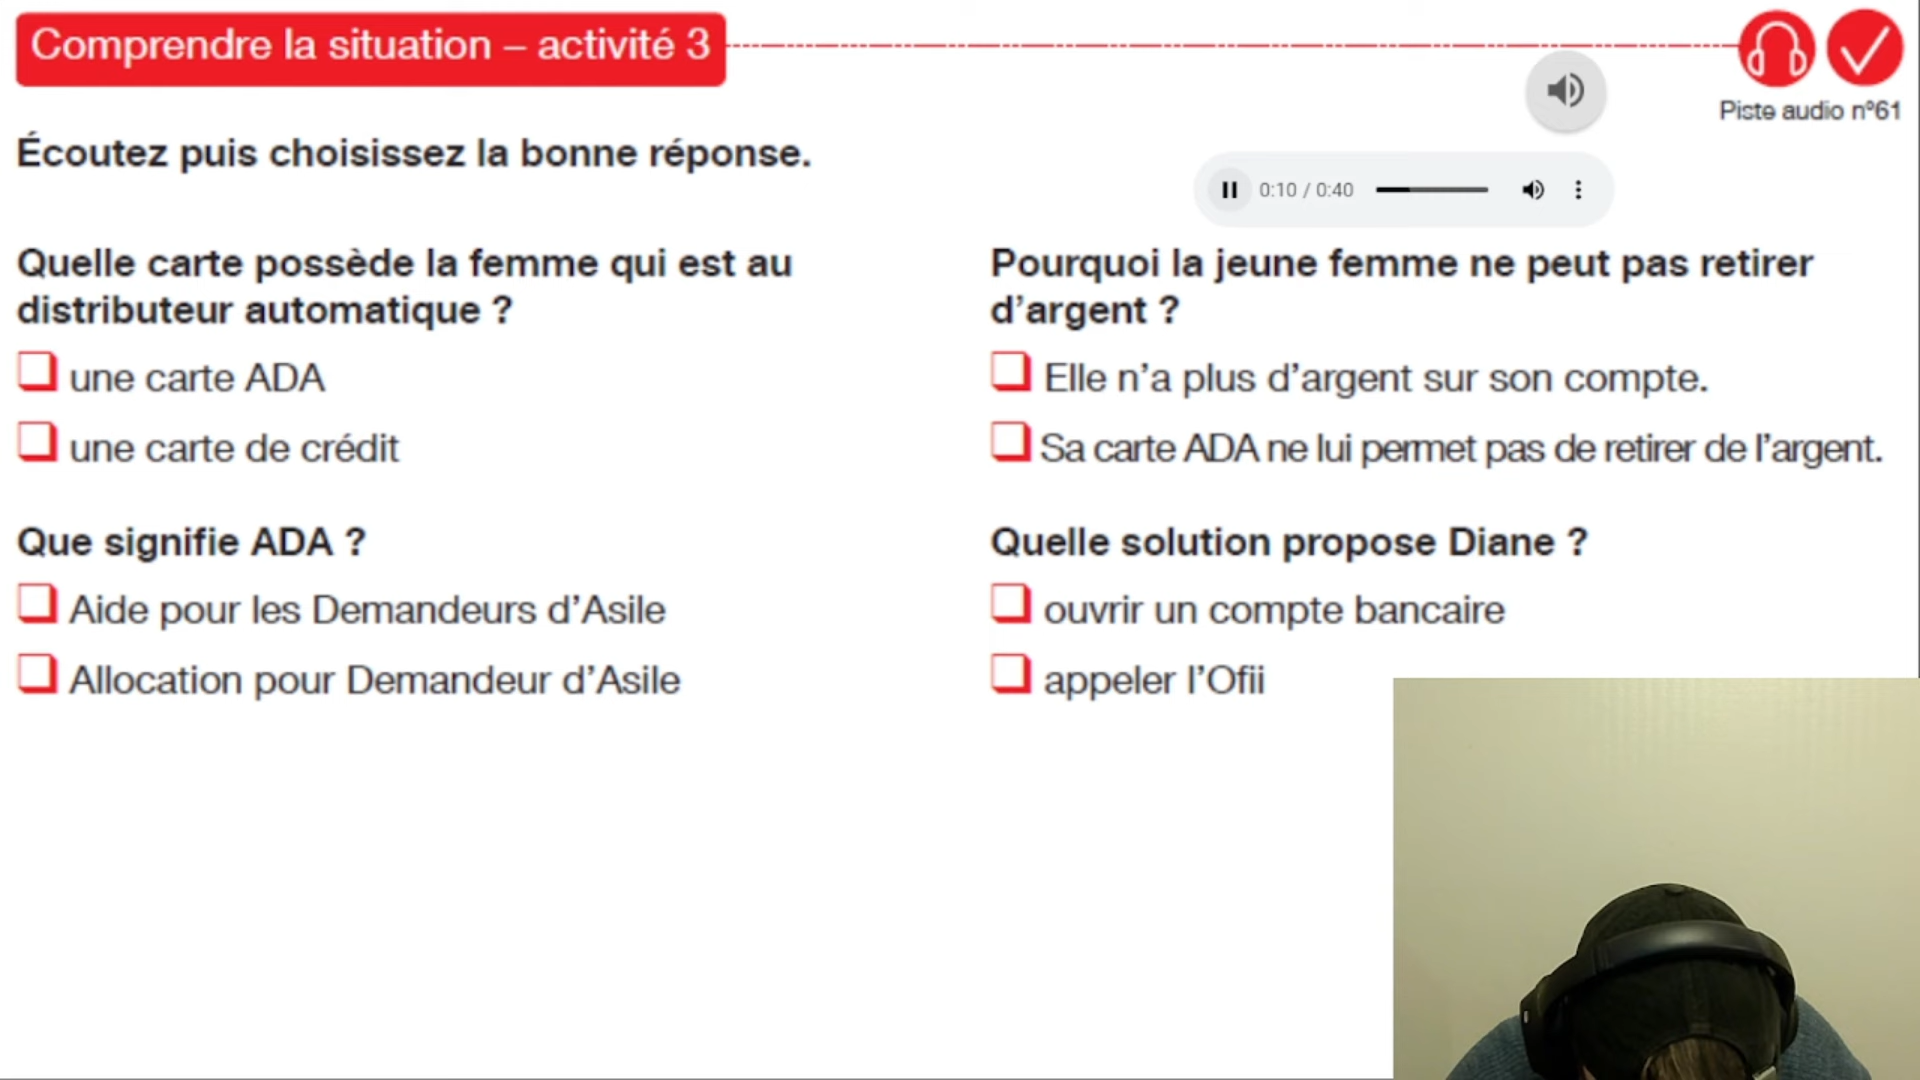 Comprendre la situation – activité 3
Piste audio nº61
Écoutez puis choisissez la bonne réponse.
0:10 / 0:40
Quelle carte possède la femme qui est au
distributeur automatique ?
une carte ADA
une carte de crédit
Que signifie ADA ?
Aide pour les Demandeurs d’Asile
Allocation pour Demandeur d’Asile
Pourquoi la jeune femme ne peut pas retirer
d’argent ?
Elle n’a plus d’argent sur son compte.
Sa carte ADA ne lui permet pas de retirer de l’argent.
Quelle solution propose Diane ?
ouvrir un compte bancaire
appeler l’Ofii